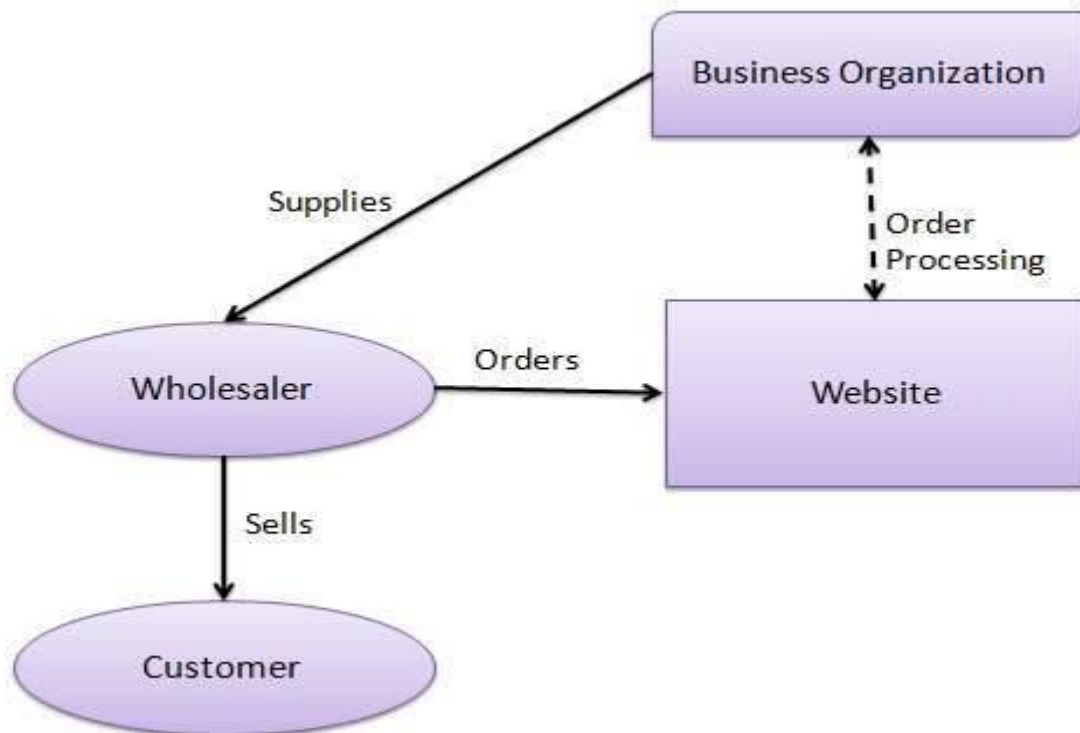 Business Organization
Supplies
Order
Processing
Wholesaler
Orders
Website
Sells
Customer